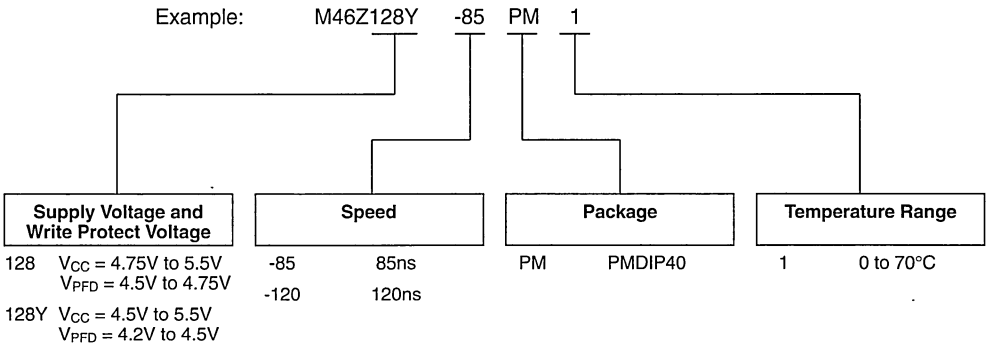 Example: M46Z128Y -85 PM 1
Supply Voltage and
Write Protect Voltage
128 VCC = 4.75V to 5.5V
VPFD = 4.5V to 4.75V
128Y VCC = 4.5V to 5.5V
VPFD = 4.2V to 4.5V
Speed
-85 85ns
-120 120ns
Package
PM PMDIP40
Temperature Range
1 0 to 70°C